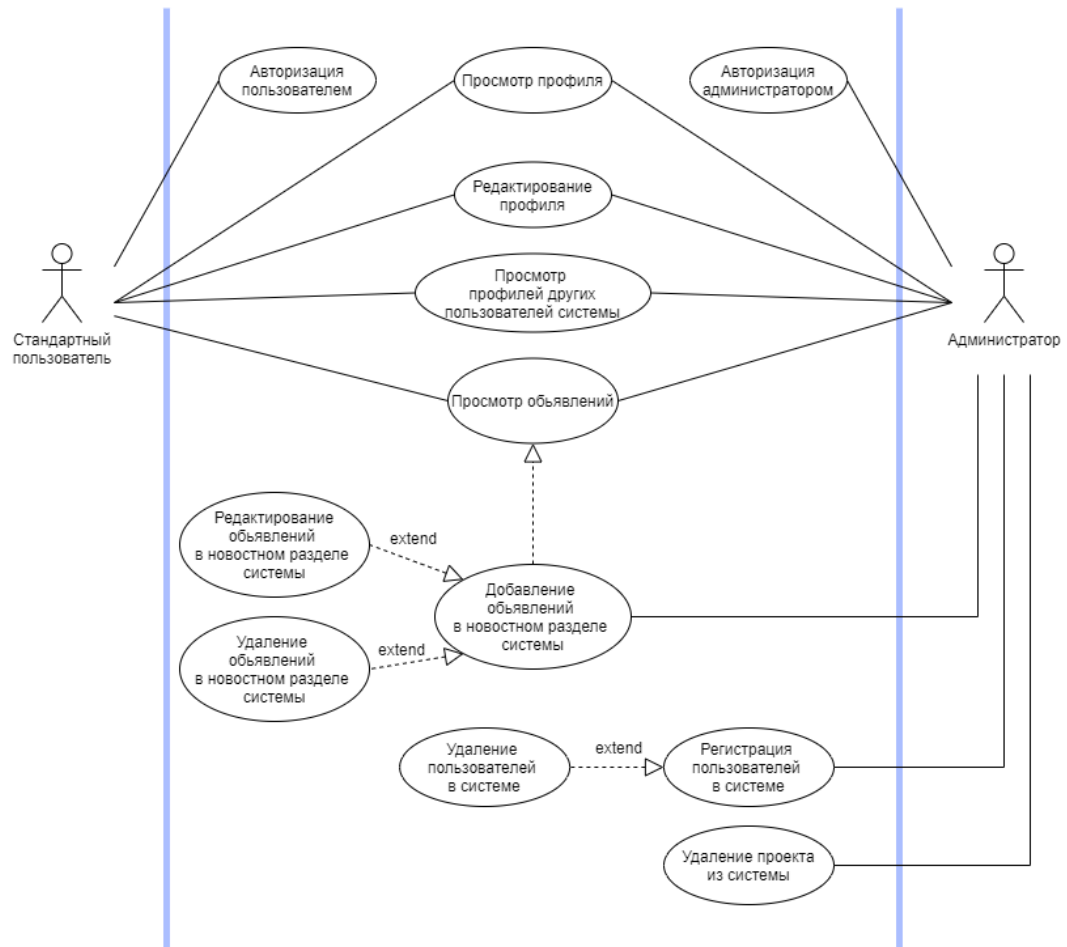 Авторизация
пользователем
Просмотр профиля
Авторизация
администратором
Редактирование
профиля
Просмотр
профилей других
пользователей системы
Стандартный
пользователь
Администратор
Просмотр обьявлений
Редактирование
обьявлений
в новостном разделе
системы
extend
Добавление
обьявлений
в новостном разделе
системы
Удаление
обьявлений
в новостном разделе
системы
extend
Удаление
пользователей
в системе
extend
Регистрация
пользователей
в системе
Удаление проекта
из системы